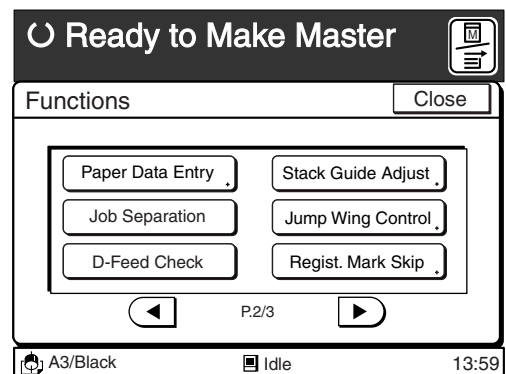 Ready to Make Master
M
Functions
Close
Paper Data Entry
Stack Guide Adjust
Job Separation
Jump Wing Control
D-Feed Check
Regist. Mark Skip
P.2/3
A3/Black
Idle
13:59